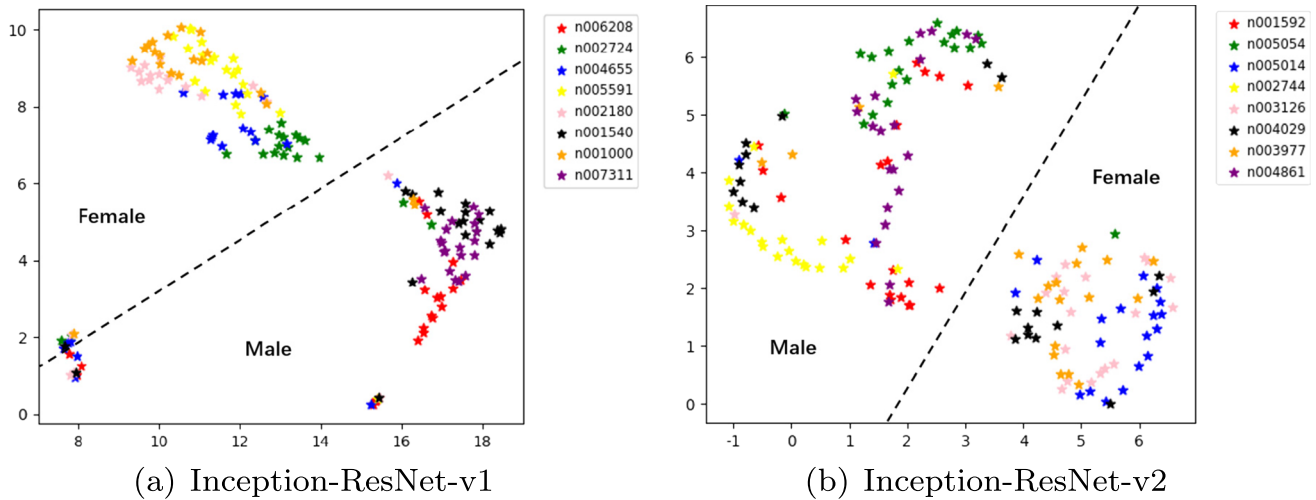 10
8
6
4
2
0
8
10
12
14
16
18
Female
Male
n006208
n002724
n004655
n005591
n002180
n001540
n001000
n007311
(a) Inception-ResNet-v1
6
5
4
3
2
1
0
-1
0
1
2
3
4
5
6
Female
Male
n001592
n005054
n005014
n002744
n003126
n004029
n003977
n004861
(b) Inception-ResNet-v2